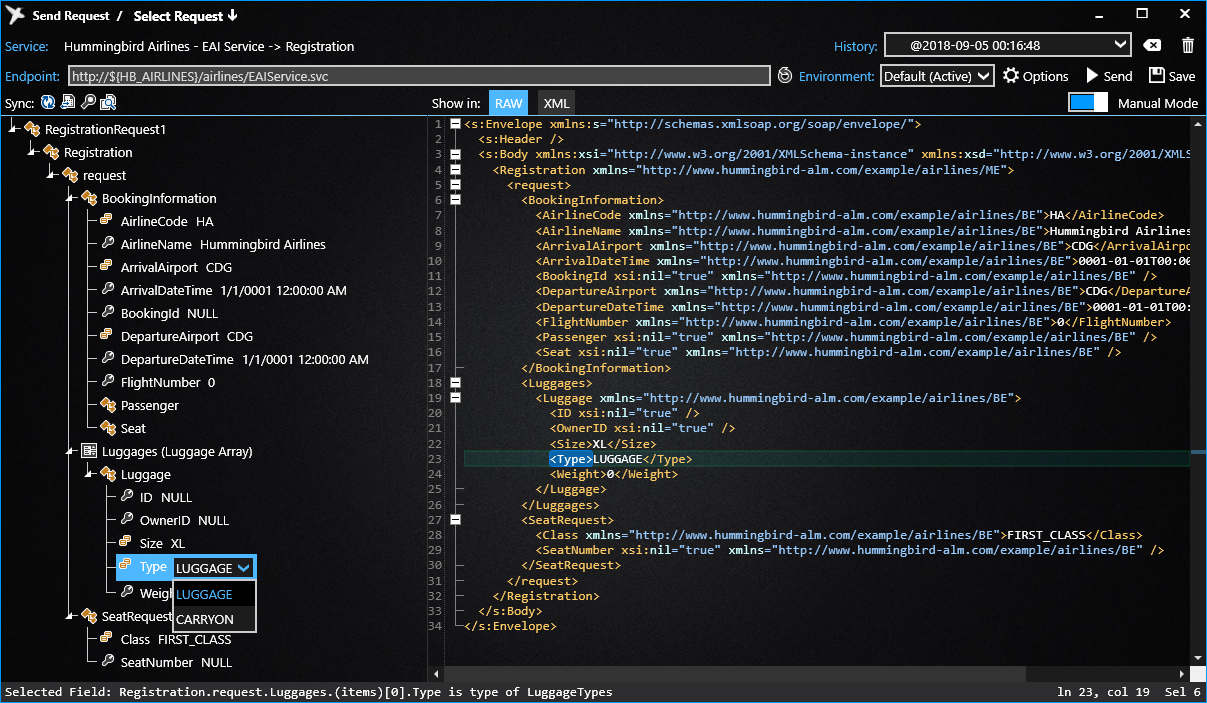 Send Request / Select Request
Service: Hummingbird Airlines - EAI Service -> Registration
History: @2018-09-05 00:16:48
Endpoint: http://${HB_AIRLINES}/airlines/EAIService.svc
Environment: Default (Active) Options Send Save
Sync:
Show in: RAW XML
Manual Mode
RegistrationRequest1
Registration
request
BookingInformation
AirlineCode HA
AirlineName Hummingbird Airlines
ArrivalAirport CDG
ArrivalDateTime 1/1/0001 12:00:00 AM
BookingId NULL
DepartureAirport CDG
DepartureDateTime 1/1/0001 12:00:00 AM
FlightNumber 0
Passenger
Seat
Luggages (Luggage Array)
Luggage
ID NULL
OwnerID NULL
Size XL
Type LUGGAGE
LUGGAGE
Weigh
CARRYON
SeatRequest
Class FIRST_CLASS
SeatNumber NULL
1 <s:Envelope xmlns:s="http://schemas.xmlsoap.org/soap/envelope/">
2 <s:Header />
3 <s:Body xmlns:xsi="http://www.w3.org/2001/XMLSchema-instance" xmlns:xsd="http://www.w3.org/2001/XMLS
4 <Registration xmlns="http://www.hummingbird-alm.com/example/airlines/ME">
5 <request>
6 <BookingInformation>
7 <AirlineCode xmlns="http://www.hummingbird-alm.com/example/airlines/BE">HA</AirlineCode>
8 <AirlineName xmlns="http://www.hummingbird-alm.com/example/airlines/BE">Hummingbird Airlines
9 <ArrivalAirport xmlns="http://www.hummingbird-alm.com/example/airlines/BE">CDG</ArrivalAirpo
10 <ArrivalDateTime xmlns="http://www.hummingbird-alm.com/example/airlines/BE">0001-01-01T00:00
11 <BookingId xsi:nil="true" xmlns="http://www.hummingbird-alm.com/example/airlines/BE" />
12 <DepartureAirport xmlns="http://www.hummingbird-alm.com/example/airlines/BE">CDG</DepartureA
13 <DepartureDateTime xmlns="http://www.hummingbird-alm.com/example/airlines/BE">0001-01-01T00:
14 <FlightNumber xmlns="http://www.hummingbird-alm.com/example/airlines/BE">0</FlightNumber>
15 <Passenger xsi:nil="true" xmlns="http://www.hummingbird-alm.com/example/airlines/BE" />
16 <Seat xsi:nil="true" xmlns="http://www.hummingbird-alm.com/example/airlines/BE" />
17 </BookingInformation>
18 <Luggages>
19 <Luggage xmlns="http://www.hummingbird-alm.com/example/airlines/BE">
20 <ID xsi:nil="true" />
21 <OwnerID xsi:nil="true" />
22 <Size>XL</Size>
23 <Type>LUGGAGE</Type>
24 <Weight>0</Weight>
25 </Luggage>
26 </Luggages>
27 <SeatRequest>
28 <Class xmlns="http://www.hummingbird-alm.com/example/airlines/BE">FIRST_CLASS</Class>
29 <SeatNumber xsi:nil="true" xmlns="http://www.hummingbird-alm.com/example/airlines/BE" />
30 </SeatRequest>
31 </request>
32 </Registration>
33 </s:Body>
34 </s:Envelope>
Selected Field: Registration.request.Luggages.(items)[0].Type is type of LuggageTypes
ln 23, col 19 Sel 6